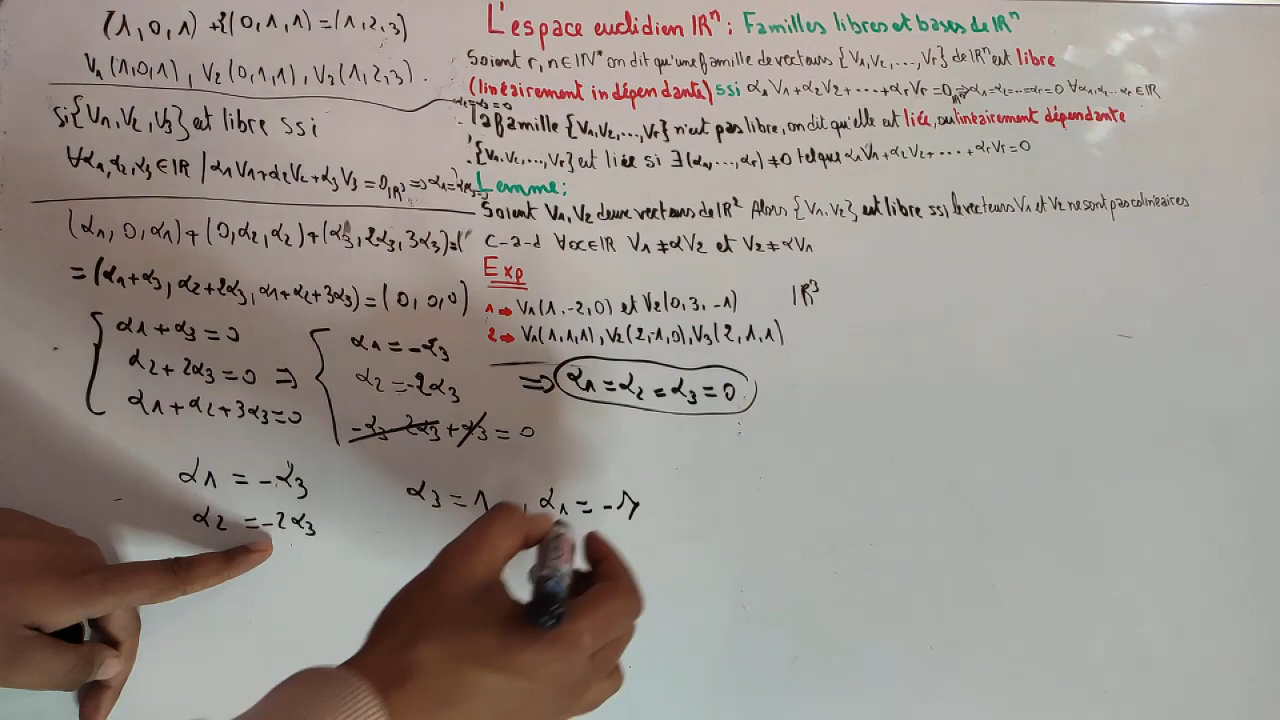 (1,0,1) + 2(0,1,1) = (1,2,3)
V1(1,0,1), V2(0,1,1), V3(1,2,3).
si {V1, V2, V3} est libre ssi
∀α1,α2,α3 ∈ IR | α1V1+α2V2+α3V3 = 0IR³ ⇒ α1=
(α1, 0, α1) + (0, α2, α2) + (α3, 2α3, 3α3) = (
= (α1+α3, α2+2α3, α1+α2+3α3) = (0, 0, 0)
α1+α3 = 0
α2+2α3 = 0 ⇒
α1+α2+3α3 = 0
α1 = -α3
α2 = -2α3
-α3 -2α3 + α3 = 0
α1 = -α3
α2 = -2α3
α3 = 1, α1 = -1
L'espace euclidien IRⁿ: Familles libres et bases de IRⁿ
Soient r, n ∈ IN* on dit qu'une famille de vecteurs {V1, V2, ..., Vr} de IRⁿ est libre
(linéairement indépendante) ssi α1V1 + α2V2 + ... + αrVr = 0IRⁿ ⇒ α1=α2=...=αr=0 ∀α1,α2...αr ∈ IR
la famille {V1, V2, ..., Vr} n'est pas libre, on dit qu'elle est liée, ou linéairement dépendante
{V1, V2, ..., Vr} est liée si ∃(α1, ..., αr) ≠ 0 tel que α1V1 + α2V2 + ... + αrVr = 0
Lemme:
Soient V1, V2 deux vecteurs de IR² Alors {V1, V2} est libre ssi le vecteurs V1 et V2 ne sont pas colinéaires
c-a-d ∀α∈IR V1 ≠ αV2 et V2 ≠ αV1
Exp
1 → V1(1,-2,0) et V2(0,3,-1) IR³
2 → V1(1,1,1), V2(2,-1,0), V3(2,1,1)
⇒ α1 = α2 = α3 = 0